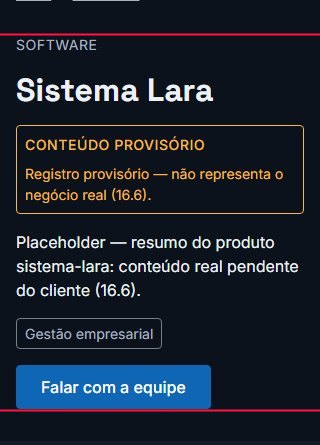 SOFTWARE
Sistema Lara
CONTEÚDO PROVISÓRIO
Registro provisório — não representa o
negócio real (16.6).
Placeholder — resumo do produto
sistema-lara: conteúdo real pendente
do cliente (16.6).
Gestão empresarial
Falar com a equipe